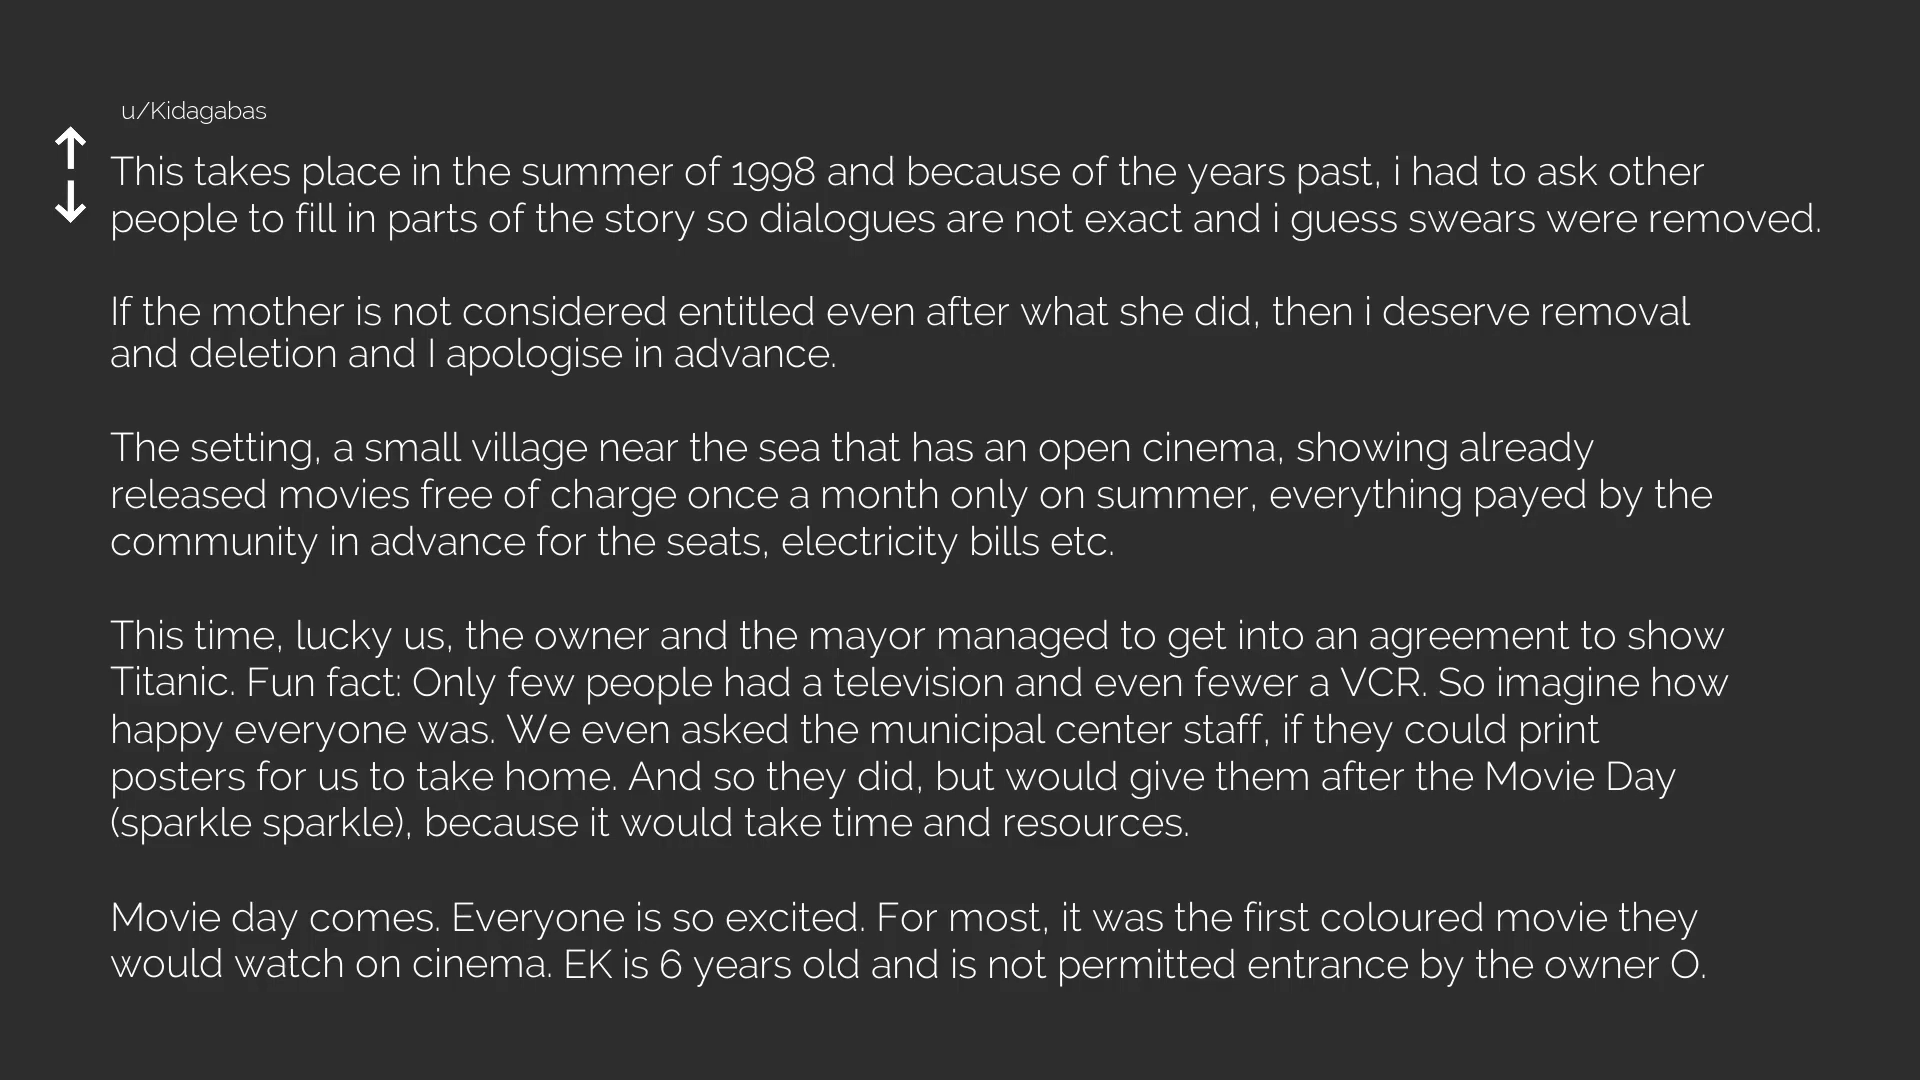 u/Kidagabas
This takes place in the summer of 1998 and because of the years past, i had to ask other
people to fill in parts of the story so dialogues are not exact and i guess swears were removed.
If the mother is not considered entitled even after what she did, then i deserve removal
and deletion and I apologise in advance.
The setting, a small village near the sea that has an open cinema, showing already
released movies free of charge once a month only on summer, everything payed by the
community in advance for the seats, electricity bills etc.
This time, lucky us, the owner and the mayor managed to get into an agreement to show
Titanic. Fun fact: Only few people had a television and even fewer a VCR. So imagine how
happy everyone was. We even asked the municipal center staff, if they could print
posters for us to take home. And so they did, but would give them after the Movie Day
(sparkle sparkle), because it would take time and resources.
Movie day comes. Everyone is so excited. For most, it was the first coloured movie they
would watch on cinema. EK is 6 years old and is not permitted entrance by the owner O.